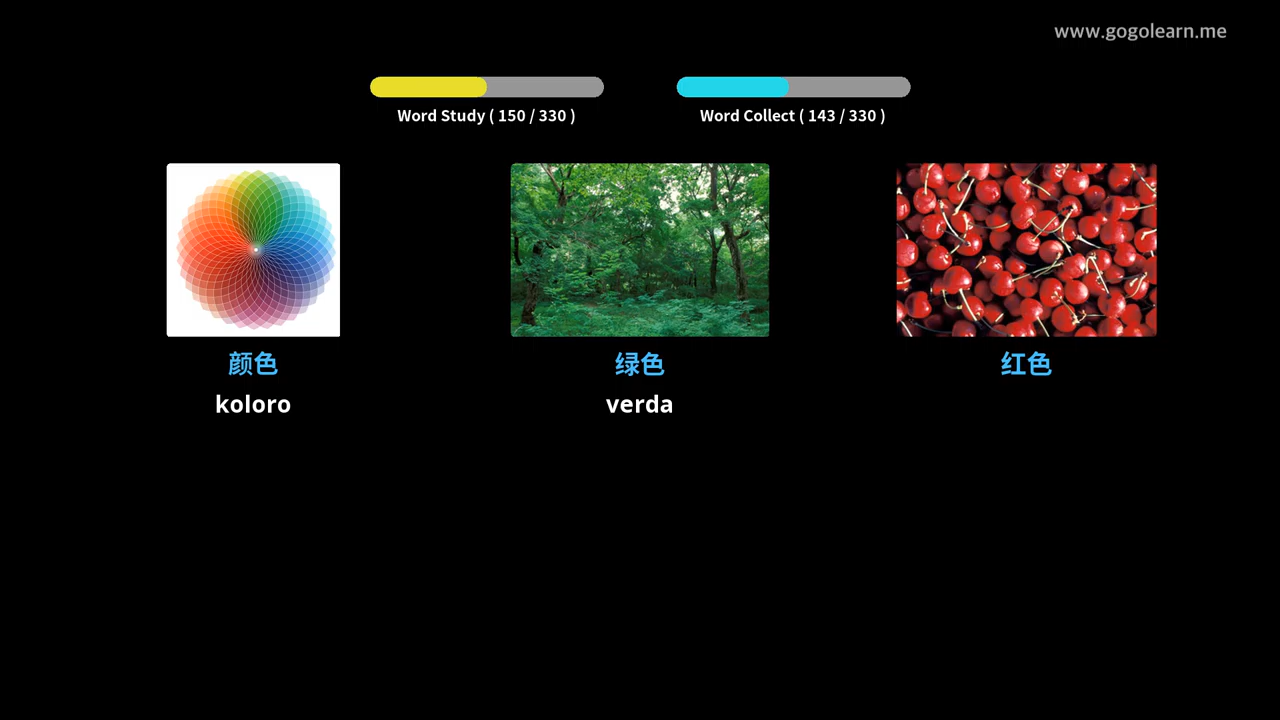 www.gogolearn.me
Word Study ( 150 / 330 )
Word Collect ( 143 / 330 )
颜色
绿色
红色
koloro
verda